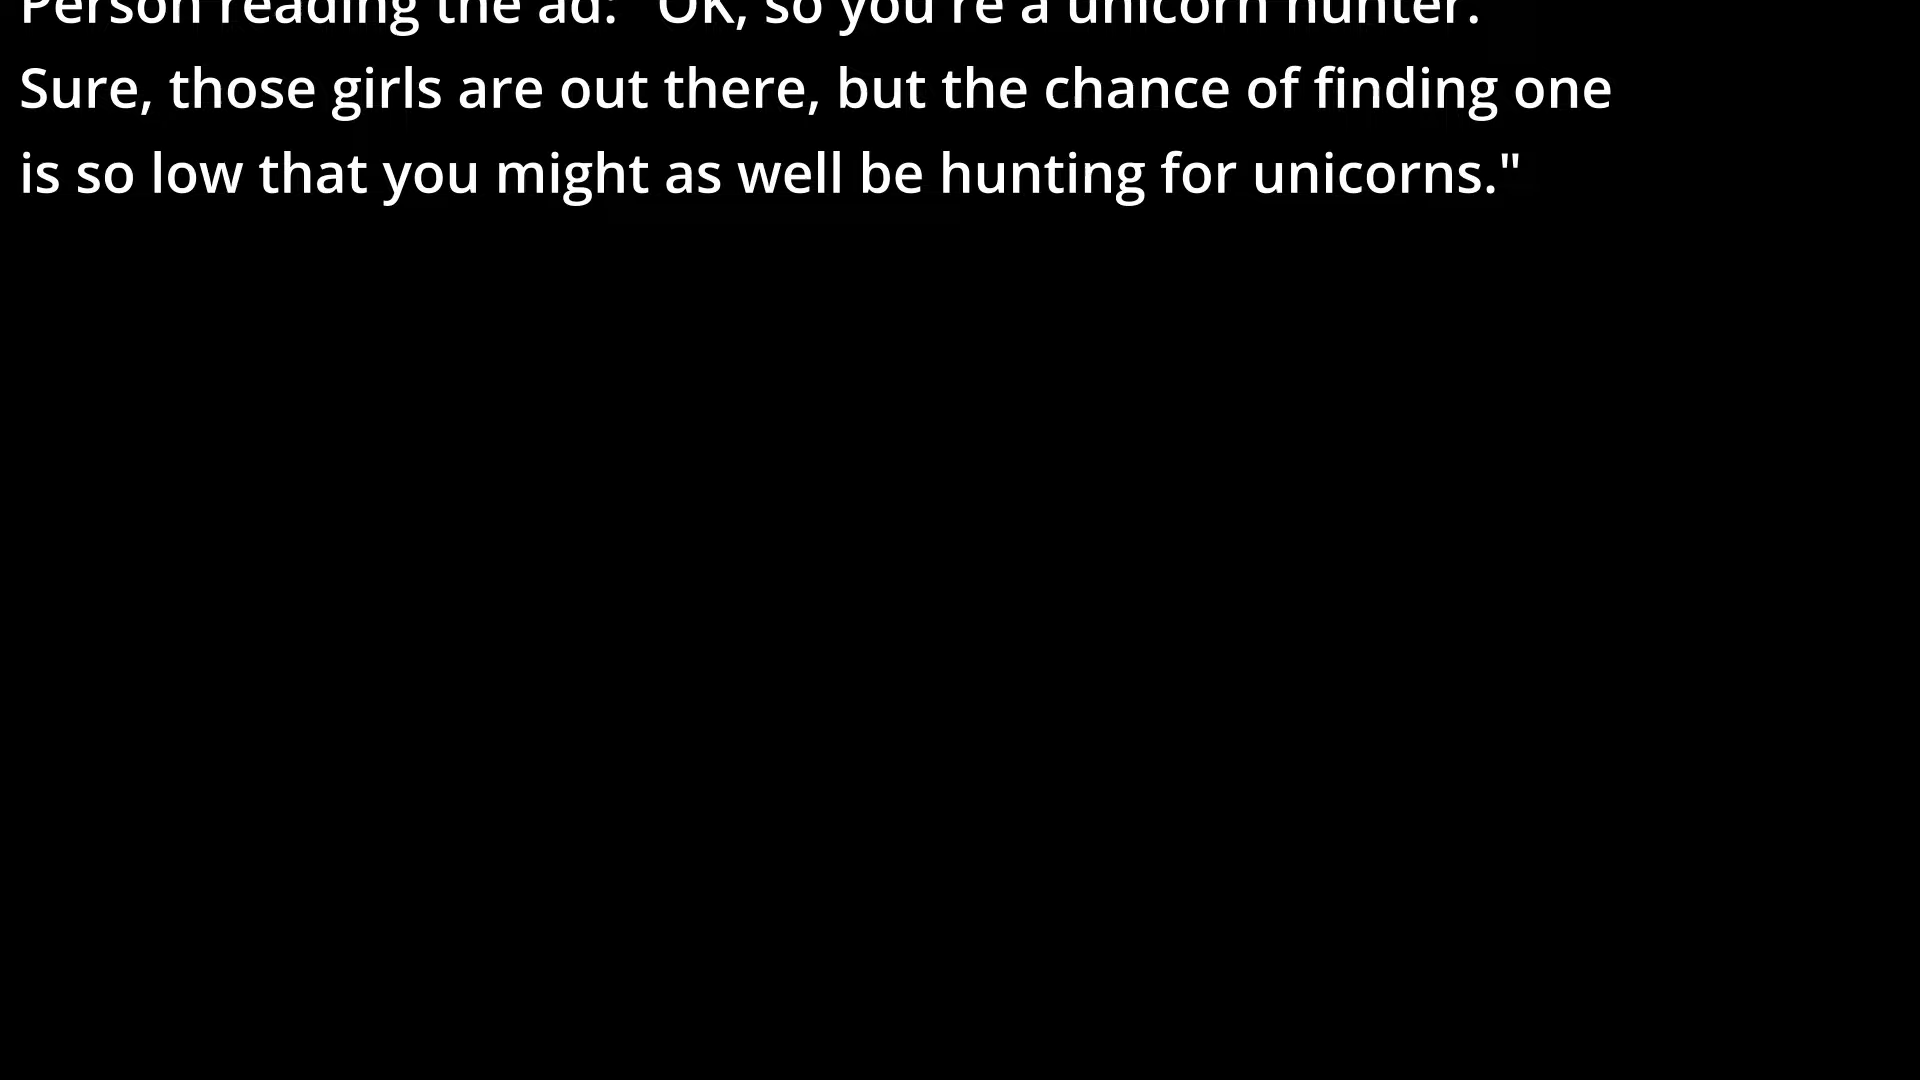 Person reading the ad: "OK, so you're a unicorn hunter.
Sure, those girls are out there, but the chance of finding one
is so low that you might as well be hunting for unicorns."